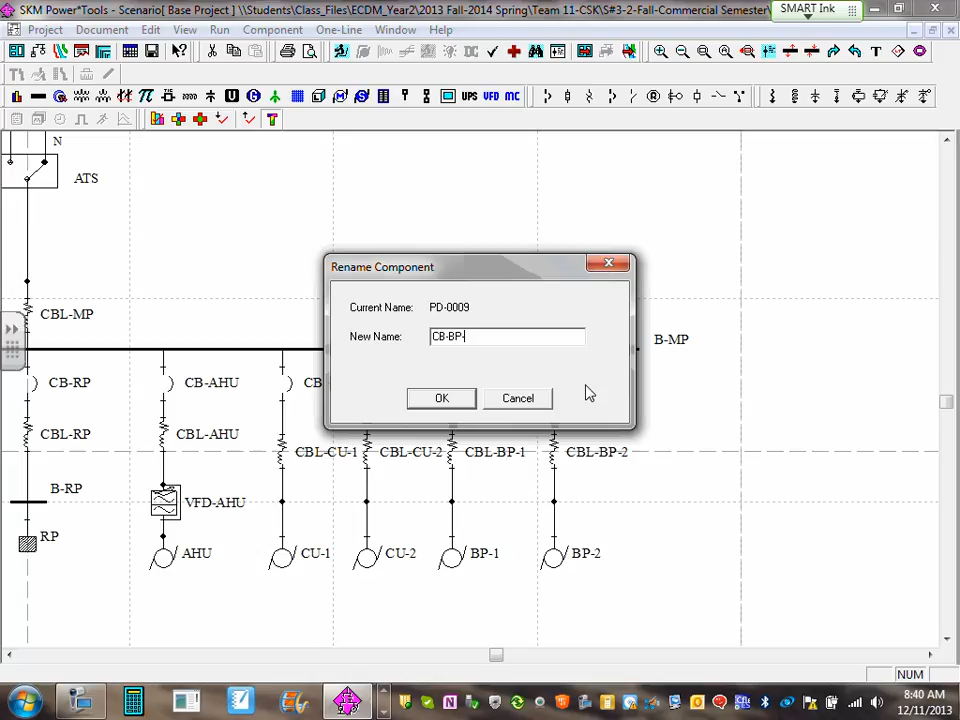 SKM Power*Tools - Scenario[ Base Project ] \\Students\Class_Files\ECDM_Year2\2013 Fall-2014 Spring\Team 11-CSK\S#3-2-Fall-Commercial Semester\
SMART Ink
Project Document Edit View Run Component One-Line Window Help
UPS VFD MC
N
ATS
CBL-MP
Rename Component
Current Name: PD-0009
New Name: CB-BP-
OK Cancel
B-MP
CB-RP CB-AHU CB
CBL-RP CBL-AHU CBL-CU-1 CBL-CU-2 CBL-BP-1 CBL-BP-2
B-RP VFD-AHU
RP AHU CU-1 CU-2 BP-1 BP-2
NUM
8:40 AM
12/11/2013